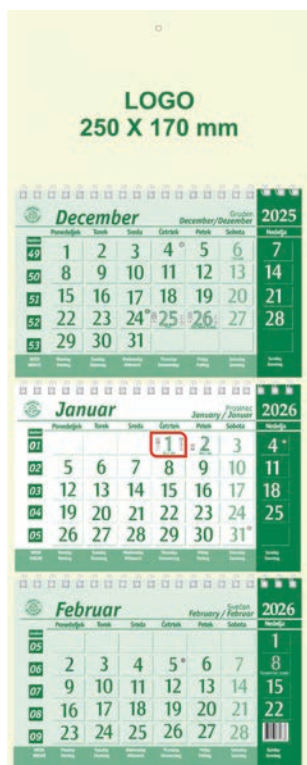 LOGO
250 X 170 mm
December
Gruden
December/Dezember
2025
Ponedeljek Torek Sreda Četrtek Petek Sobota Nedelja
49 1 2 3 4 5 6 7
50 8 9 10 11 12 13 14
51 15 16 17 18 19 20 21
52 22 23 24 25 26 27 28
53 29 30 31
Januar
Prosinec
January / Januar
2026
Ponedeljek Torek Sreda Četrtek Petek Sobota Nedelja
01 1 2 3 4
02 5 6 7 8 9 10 11
03 12 13 14 15 16 17 18
04 19 20 21 22 23 24 25
05 26 27 28 29 30 31
Februar
Svečan
February / Februar
2026
Ponedeljek Torek Sreda Četrtek Petek Sobota Nedelja
05 1
06 2 3 4 5 6 7 8
07 9 10 11 12 13 14 15
08 16 17 18 19 20 21 22
09 23 24 25 26 27 28